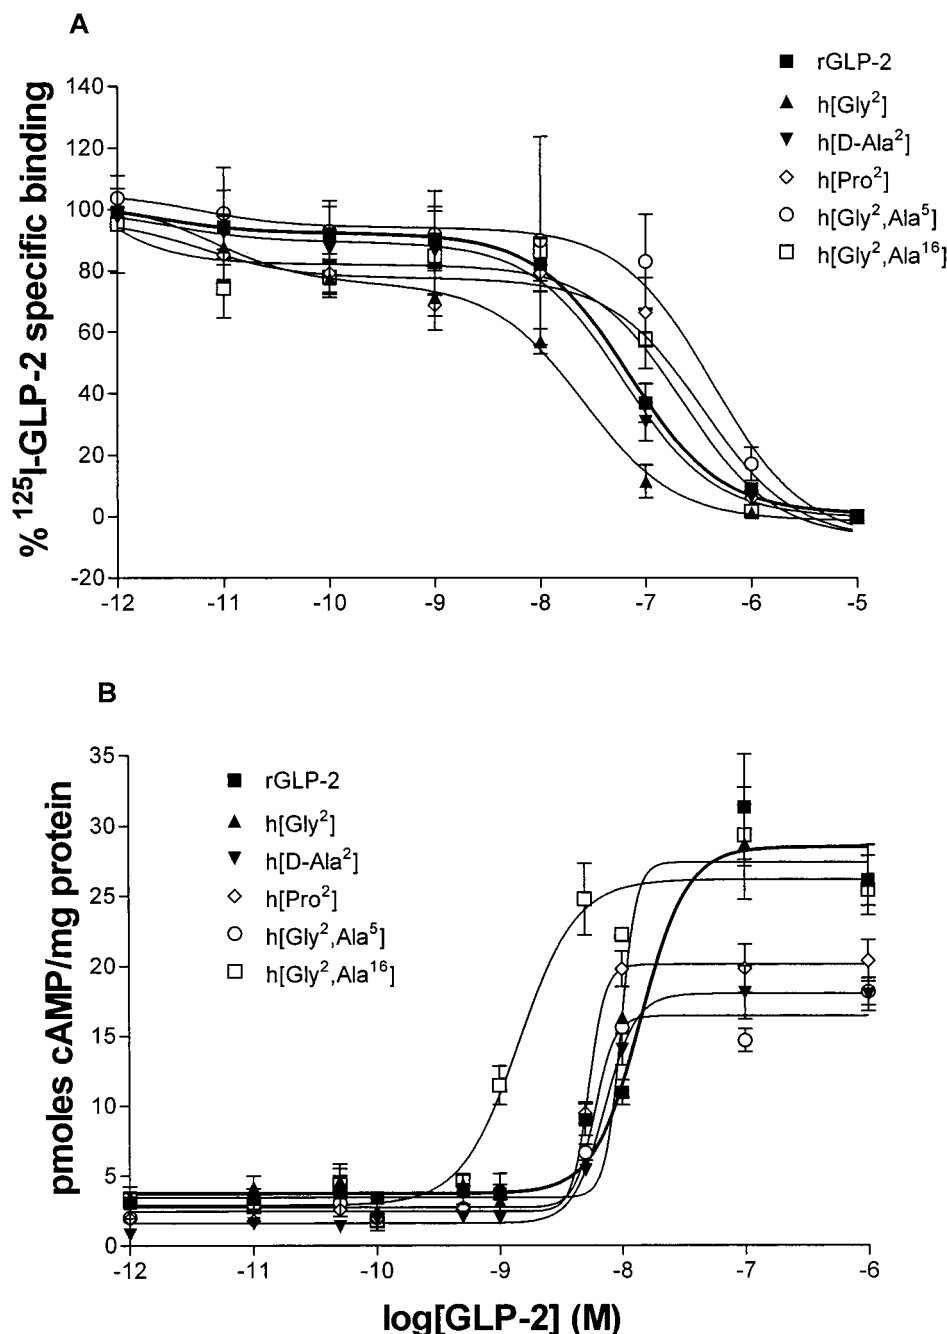 A
rGLP-2
h[Gly²]
h[D-Ala²]
h[Pro²]
h[Gly²,Ala⁵]
h[Gly²,Ala¹⁶]
% ¹²⁵I-GLP-2 specific binding
140
120
100
80
60
40
20
0
-20
-12 -11 -10 -9 -8 -7 -6 -5
B
rGLP-2
h[Gly²]
h[D-Ala²]
h[Pro²]
h[Gly²,Ala⁵]
h[Gly²,Ala¹⁶]
pmoles cAMP/mg protein
35
30
25
20
15
10
5
0
-12 -11 -10 -9 -8 -7 -6
log[GLP-2] (M)